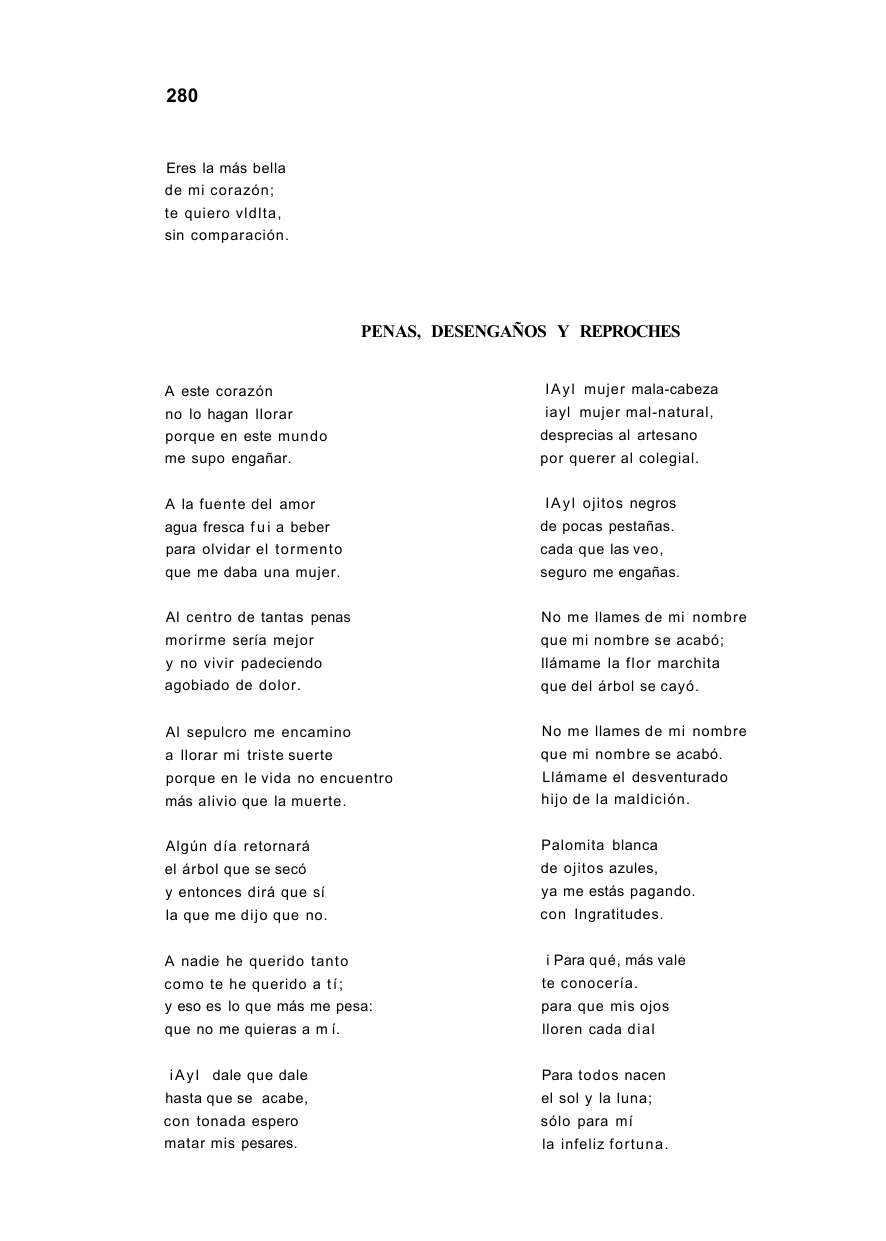 280
Eres la más bella
de mi corazón;
te quiero vIdIta,
sin comparación.
PENAS, DESENGAÑOS Y REPROCHES
A este corazón
no lo hagan llorar
porque en este mundo
me supo engañar.
A la fuente del amor
agua fresca fui a beber
para olvidar el tormento
que me daba una mujer.
Al centro de tantas penas
morirme sería mejor
y no vivir padeciendo
agobiado de dolor.
Al sepulcro me encamino
a llorar mi triste suerte
porque en le vida no encuentro
más alivio que la muerte.
Algún día retornará
el árbol que se secó
y entonces dirá que sí
la que me dijo que no.
A nadie he querido tanto
como te he querido a tí;
y eso es lo que más me pesa:
que no me quieras a m í.
iAyI dale que dale
hasta que se acabe,
con tonada espero
matar mis pesares.
IAyI mujer mala-cabeza
iayI mujer mal-natural,
desprecias al artesano
por querer al colegial.
IAyI ojitos negros
de pocas pestañas.
cada que las veo,
seguro me engañas.
No me llames de mi nombre
que mi nombre se acabó;
llámame la flor marchita
que del árbol se cayó.
No me llames de mi nombre
que mi nombre se acabó.
Llámame el desventurado
hijo de la maldición.
Palomita blanca
de ojitos azules,
ya me estás pagando.
con Ingratitudes.
i Para qué, más vale
te conocería.
para que mis ojos
lloren cada diaI
Para todos nacen
el sol y la luna;
sólo para mí
la infeliz fortuna.